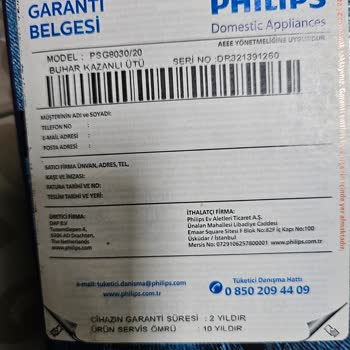 GARANTİ
BELGESİ
PHILIPS
Domestic Appliances
AEEE YÖNETMELİĞİNE UYGUNDUR.
MODEL : PSG9030/20
BUHAR KAZANLI ÜTÜ
SERİ NO :DP321391260
MÜŞTERİNİN ADI ve SOYADI:
TELEFON NO :
E-MAIL ADRESİ :
POSTA ADRESİ :
SATICI FİRMA ÜNVAN, ADRES, TEL.
KAŞE VE İMZASI:
FATURA TARİHİ VE NO:
TESLİM TARİHİ VE YERİ:
ÜRETİCİ FİRMA:
DAP B.V
Tussendiepen 4,
9206 AD Drachten,
The Netherlands
www.philips.com
İTHALATÇI FİRMA:
Philips Ev Aletleri Ticaret A.Ş.
Ünalan Mahallesi Libadiye Caddesi
Emaar Square Sitesi F Blok No:82F İç Kapı No:100
Üsküdar / İstanbul
Mersis No: 0729106257800001 www.philips.com.tr
e-mail: tuketici.danisma@philips.com
www.philips.com.tr
Tüketici Danışma Hattı
0 850 209 44 09
CİHAZIN GARANTİ SÜRESİ : 2 YILDIR
ÜRÜN SERVİS ÖMRÜ : 10 YILDIR